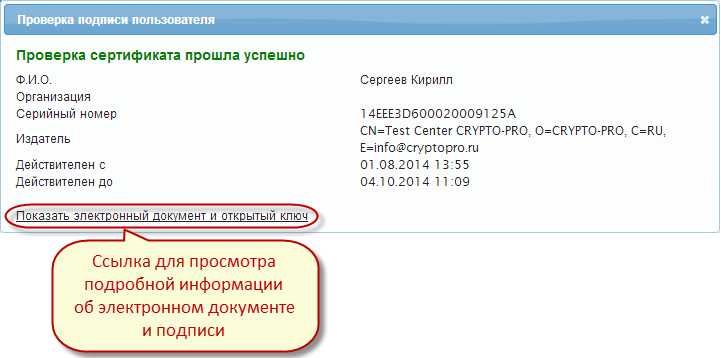 Проверка подписи пользователя
Проверка сертификата прошла успешно
Ф.И.О. Сергеев Кирилл
Организация
Серийный номер 14EEE3D600020009125A
Издатель CN=Test Center CRYPTO-PRO, O=CRYPTO-PRO, C=RU,
E=info@cryptopro.ru
Действителен с 01.08.2014 13:55
Действителен до 04.10.2014 11:09
Показать электронный документ и открытый ключ
Ссылка для просмотра
подробной информации
об электронном документе
и подписи